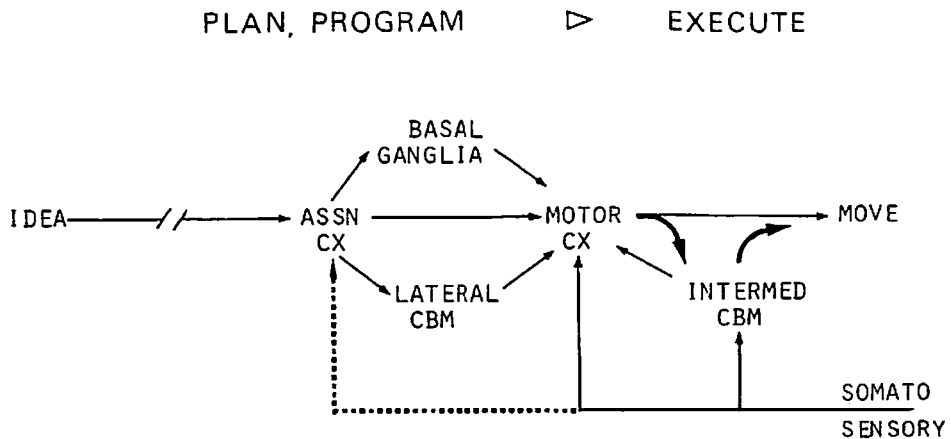 PLAN, PROGRAM ▷ EXECUTE
BASAL
GANGLIA
IDEA ASSN MOTOR MOVE
CX CX
LATERAL INTERMED
CBM CBM
SOMATO
SENSORY